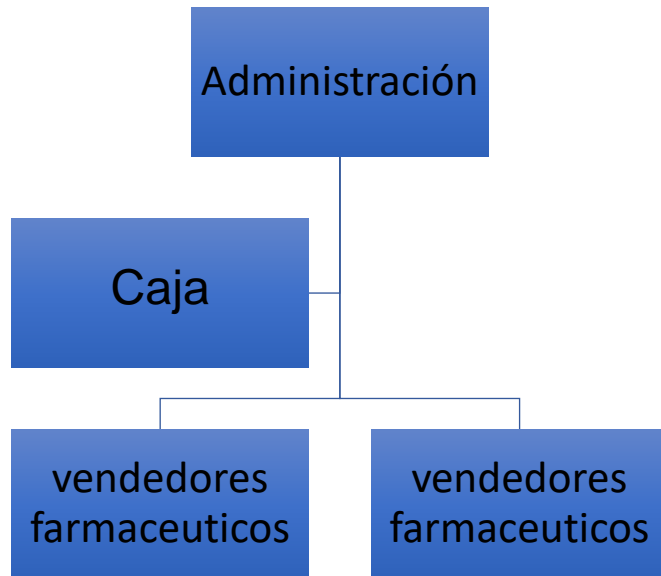 Administración
Caja
vendedores
farmaceuticos
vendedores
farmaceuticos